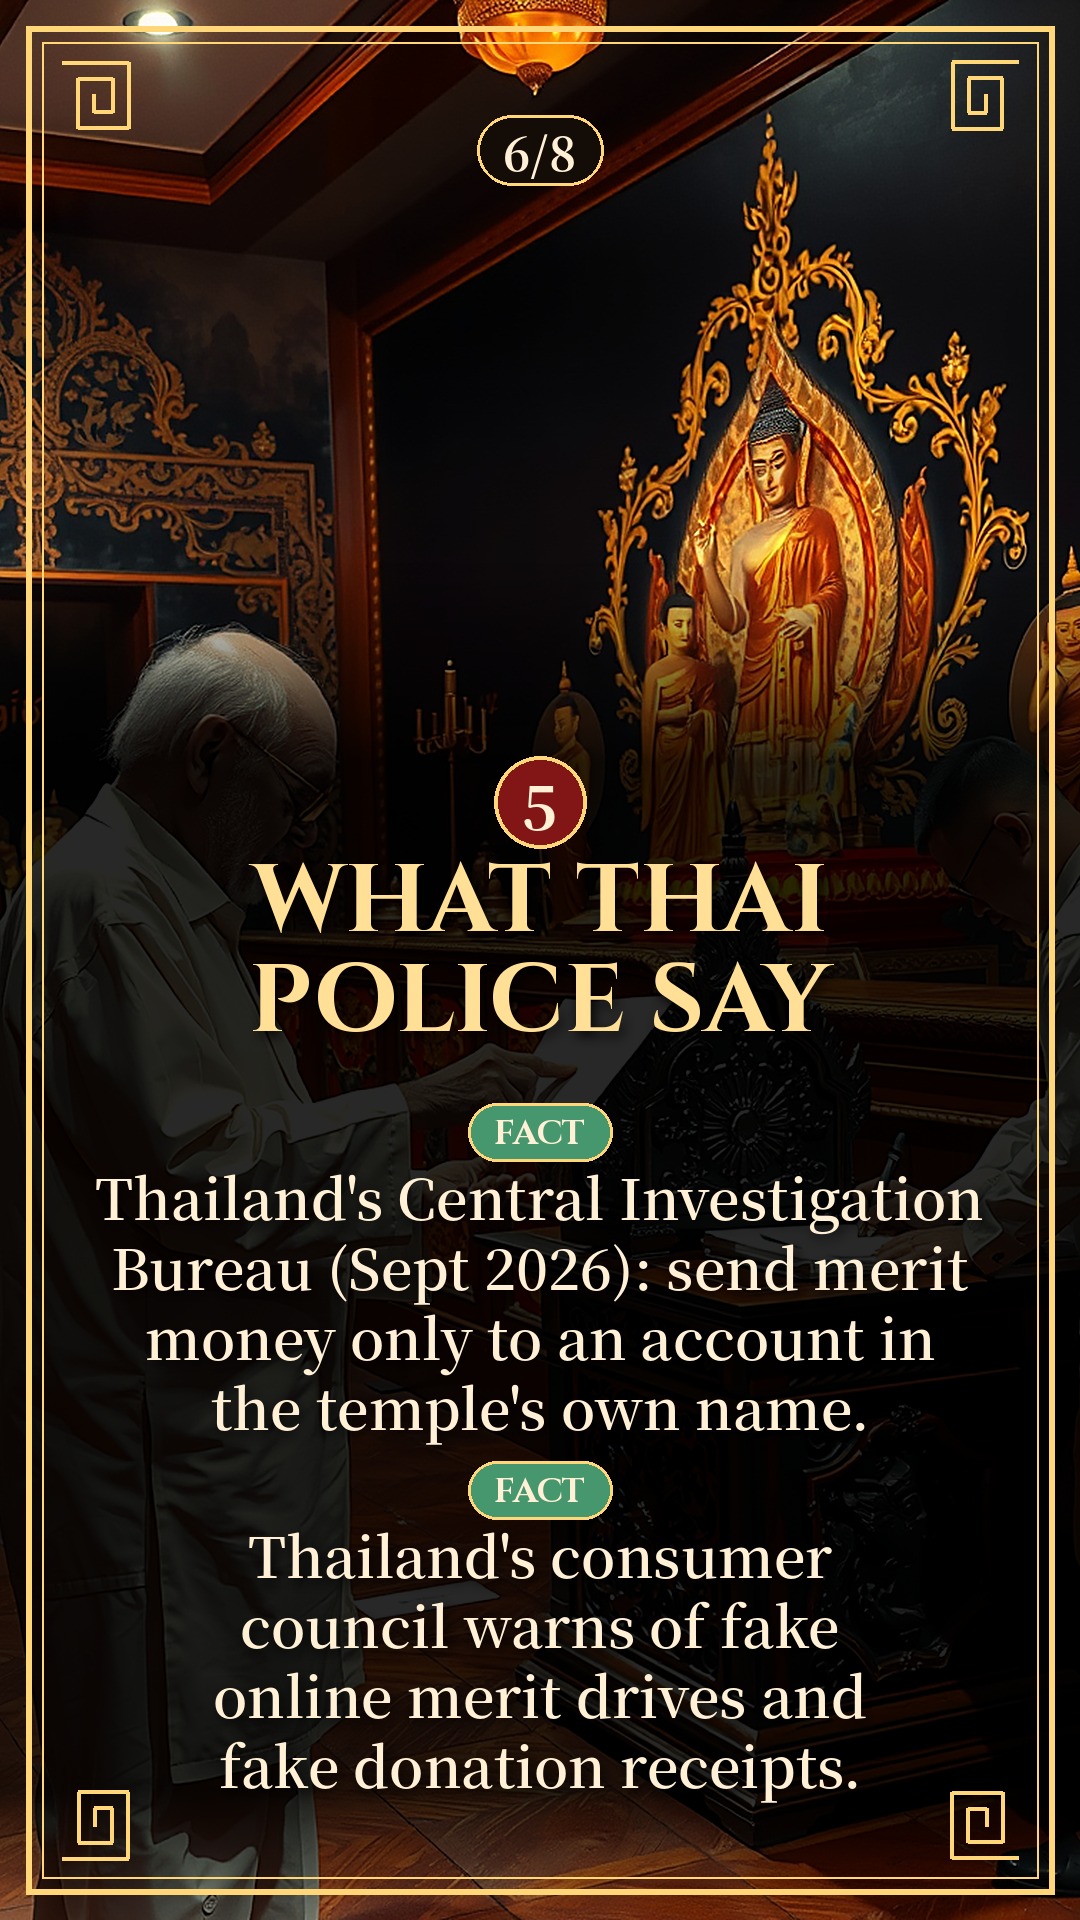 6/8
5
WHAT THAI
POLICE SAY
FACT
Thailand's Central Investigation
Bureau (Sept 2026): send merit
money only to an account in
the temple's own name.
FACT
Thailand's consumer
council warns of fake
online merit drives and
fake donation receipts.